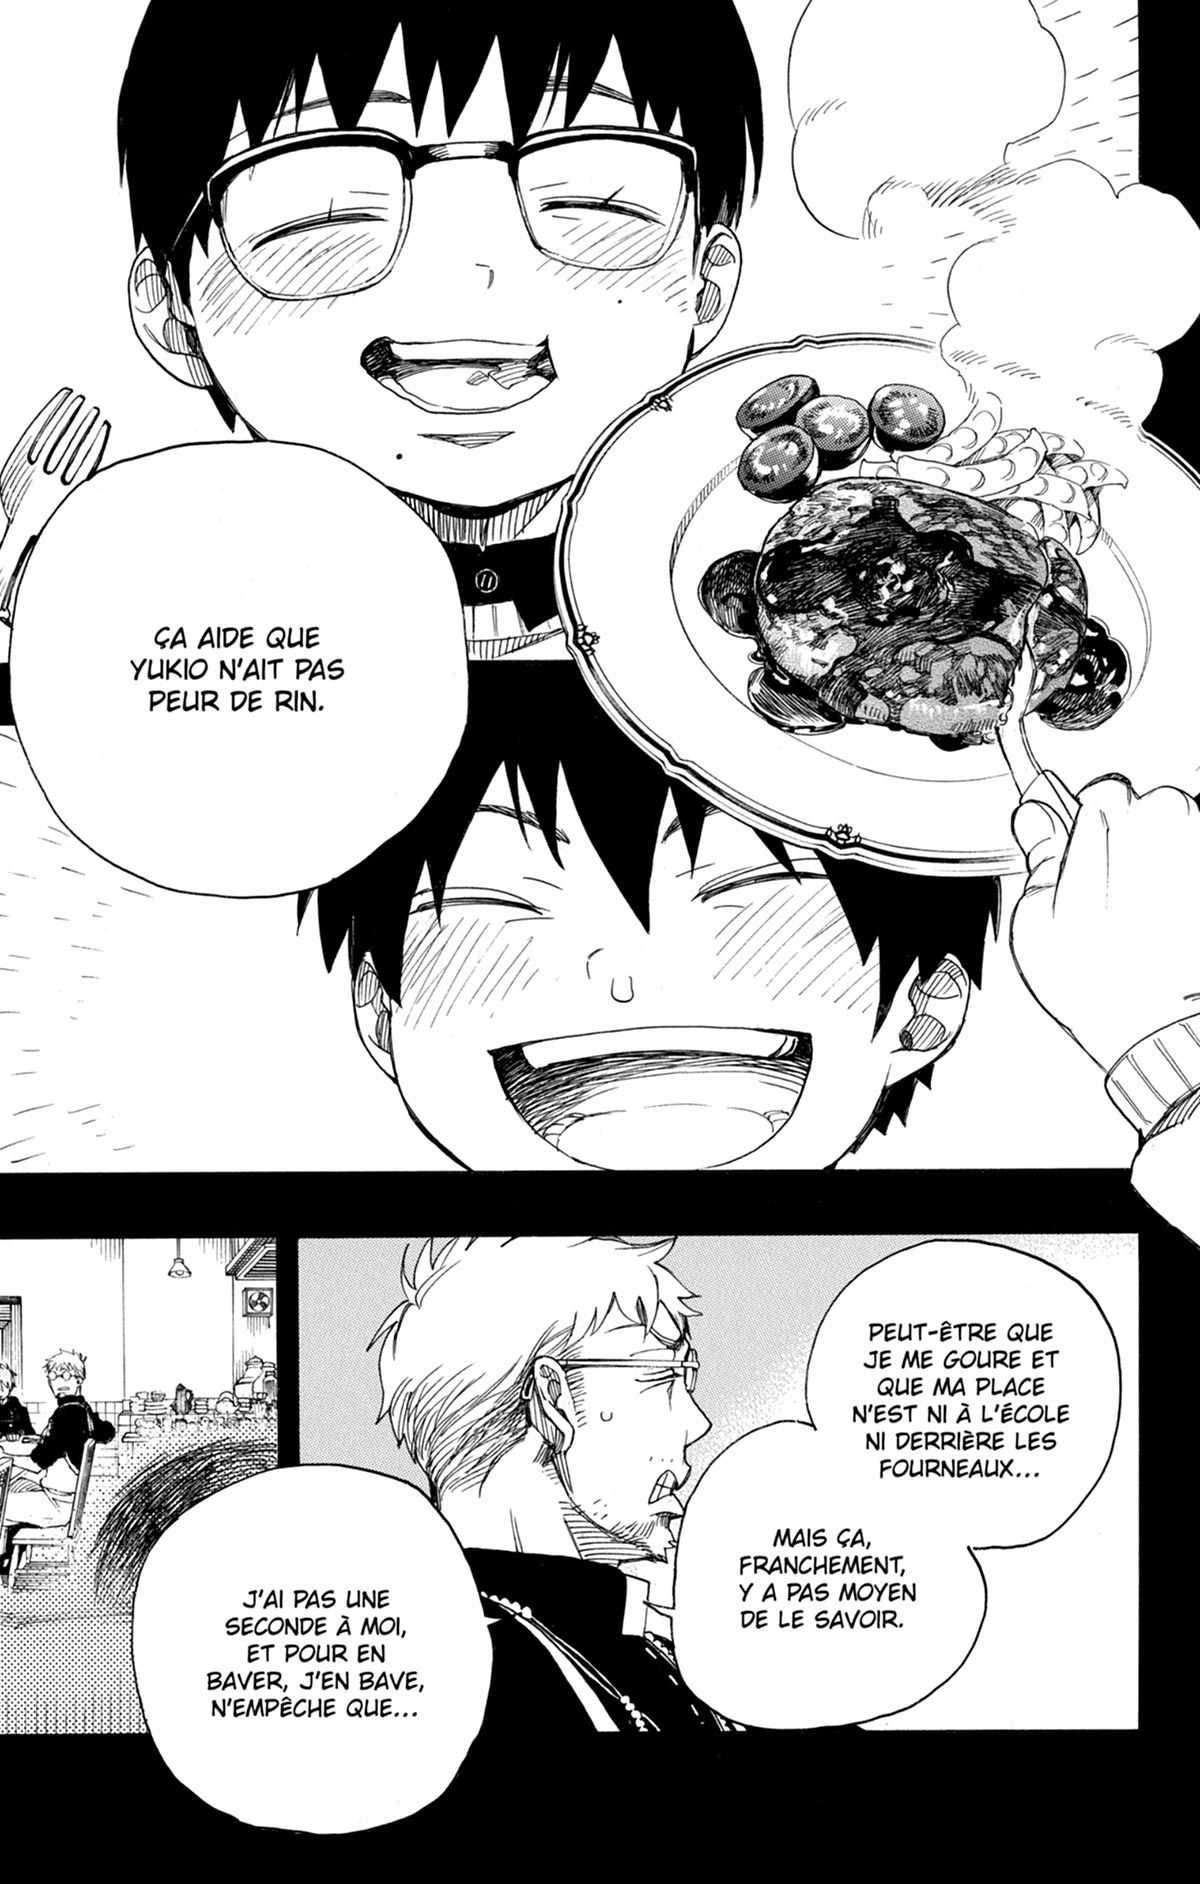 ÇA AIDE QUE
YUKIO N'AIT PAS
PEUR DE RIN.
PEUT-ÊTRE QUE
JE ME GOURE ET
QUE MA PLACE
N'EST NI À L'ÉCOLE
NI DERRIÈRE LES
FOURNEAUX...
MAIS ÇA,
FRANCHEMENT,
Y A PAS MOYEN
DE LE SAVOIR.
J'AI PAS UNE
SECONDE À MOI,
ET POUR EN
BAVER, J'EN BAVE,
N'EMPÊCHE QUE...